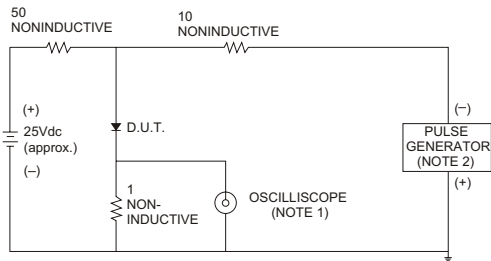 50
NONINDUCTIVE
10
NONINDUCTIVE
(+)
25Vdc
(approx.)
(–)
D.U.T.
1
NON-
INDUCTIVE
OSCILLISCOPE
(NOTE 1)
(–)
PULSE
GENERATOR
(NOTE 2)
(+)